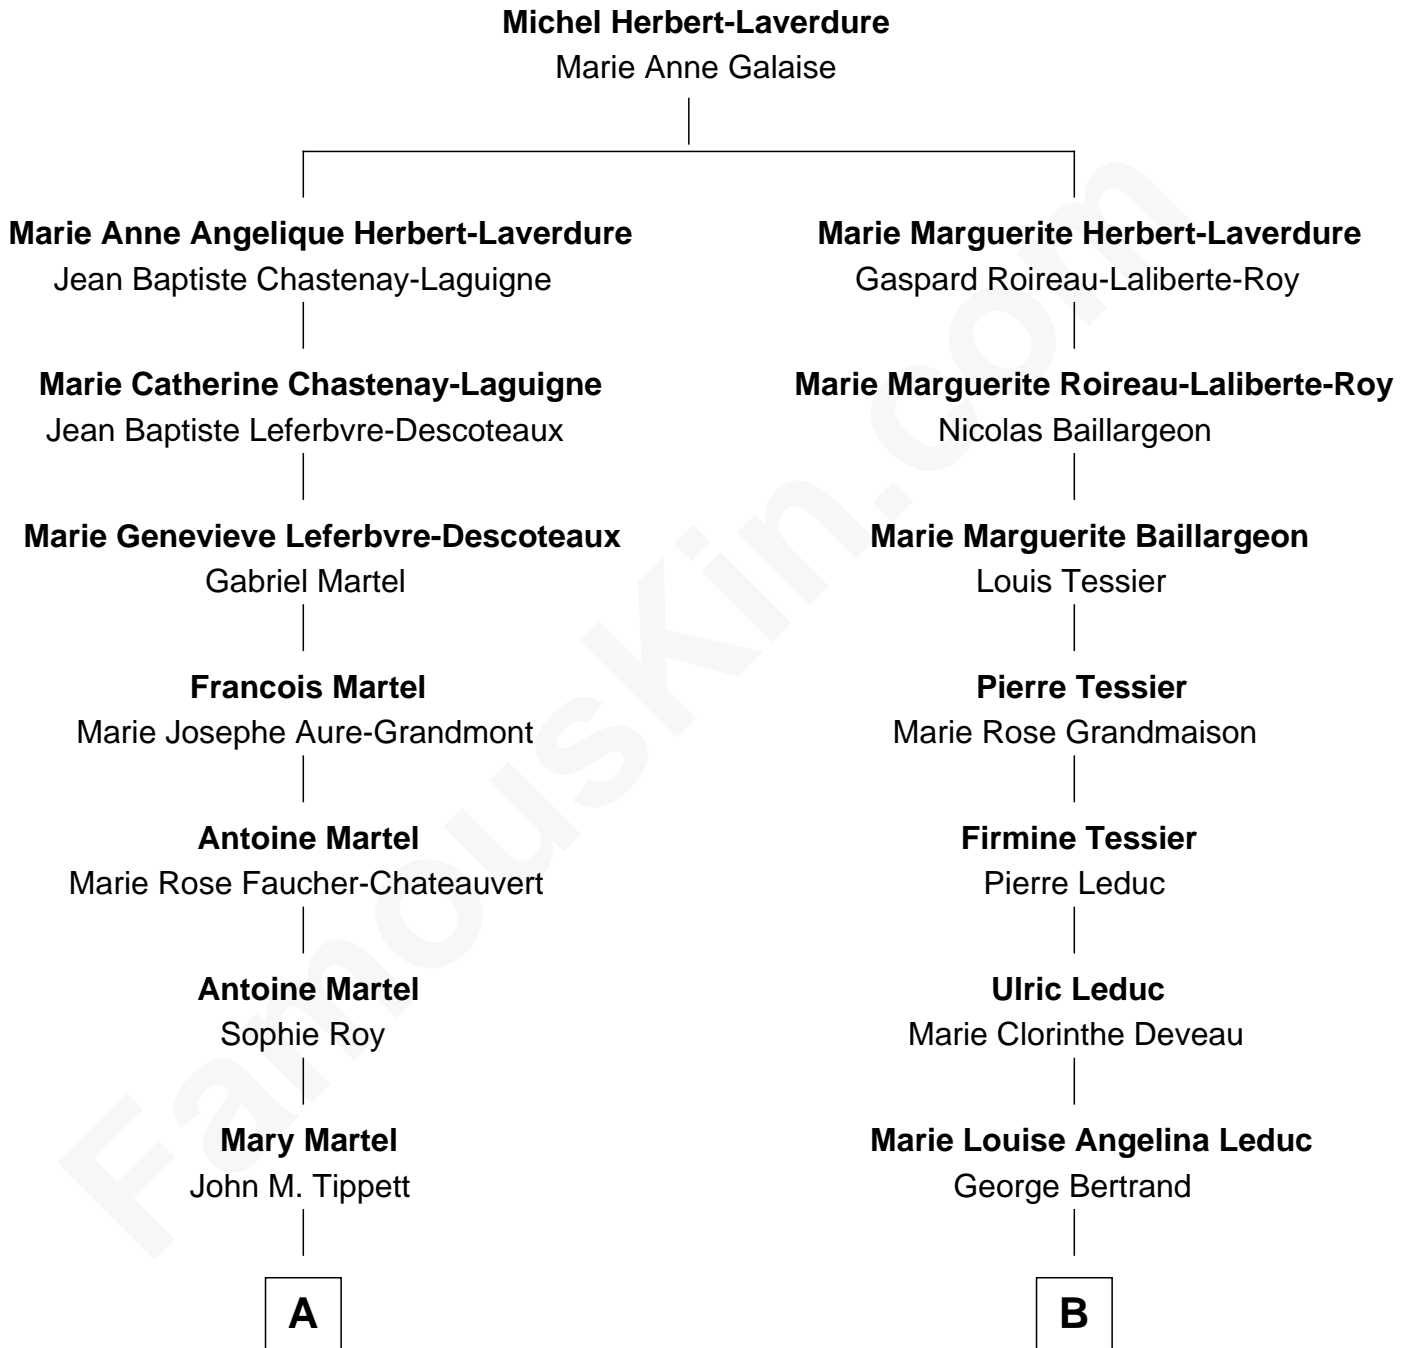 Michel Herbert-Laverdure
Marie Anne Galaise
Marie Anne Angelique Herbert-Laverdure
Jean Baptiste Chastenay-Laguigne
Marie Catherine Chastenay-Laguigne
Jean Baptiste Leferbvre-Descoteaux
Marie Genevieve Leferbvre-Descoteaux
Gabriel Martel
Francois Martel
Marie Josephe Aure-Grandmont
Antoine Martel
Marie Rose Faucher-Chateauvert
Antoine Martel
Sophie Roy
Mary Martel
John M. Tippett
A
Marie Marguerite Herbert-Laverdure
Gaspard Roireau-Laliberte-Roy
Marie Marguerite Roireau-Laliberte-Roy
Nicolas Baillargeon
Marie Marguerite Baillargeon
Louis Tessier
Pierre Tessier
Marie Rose Grandmaison
Firmine Tessier
Pierre Leduc
Ulric Leduc
Marie Clorinthe Deveau
Marie Louise Angelina Leduc
George Bertrand
B
FamousKin.com